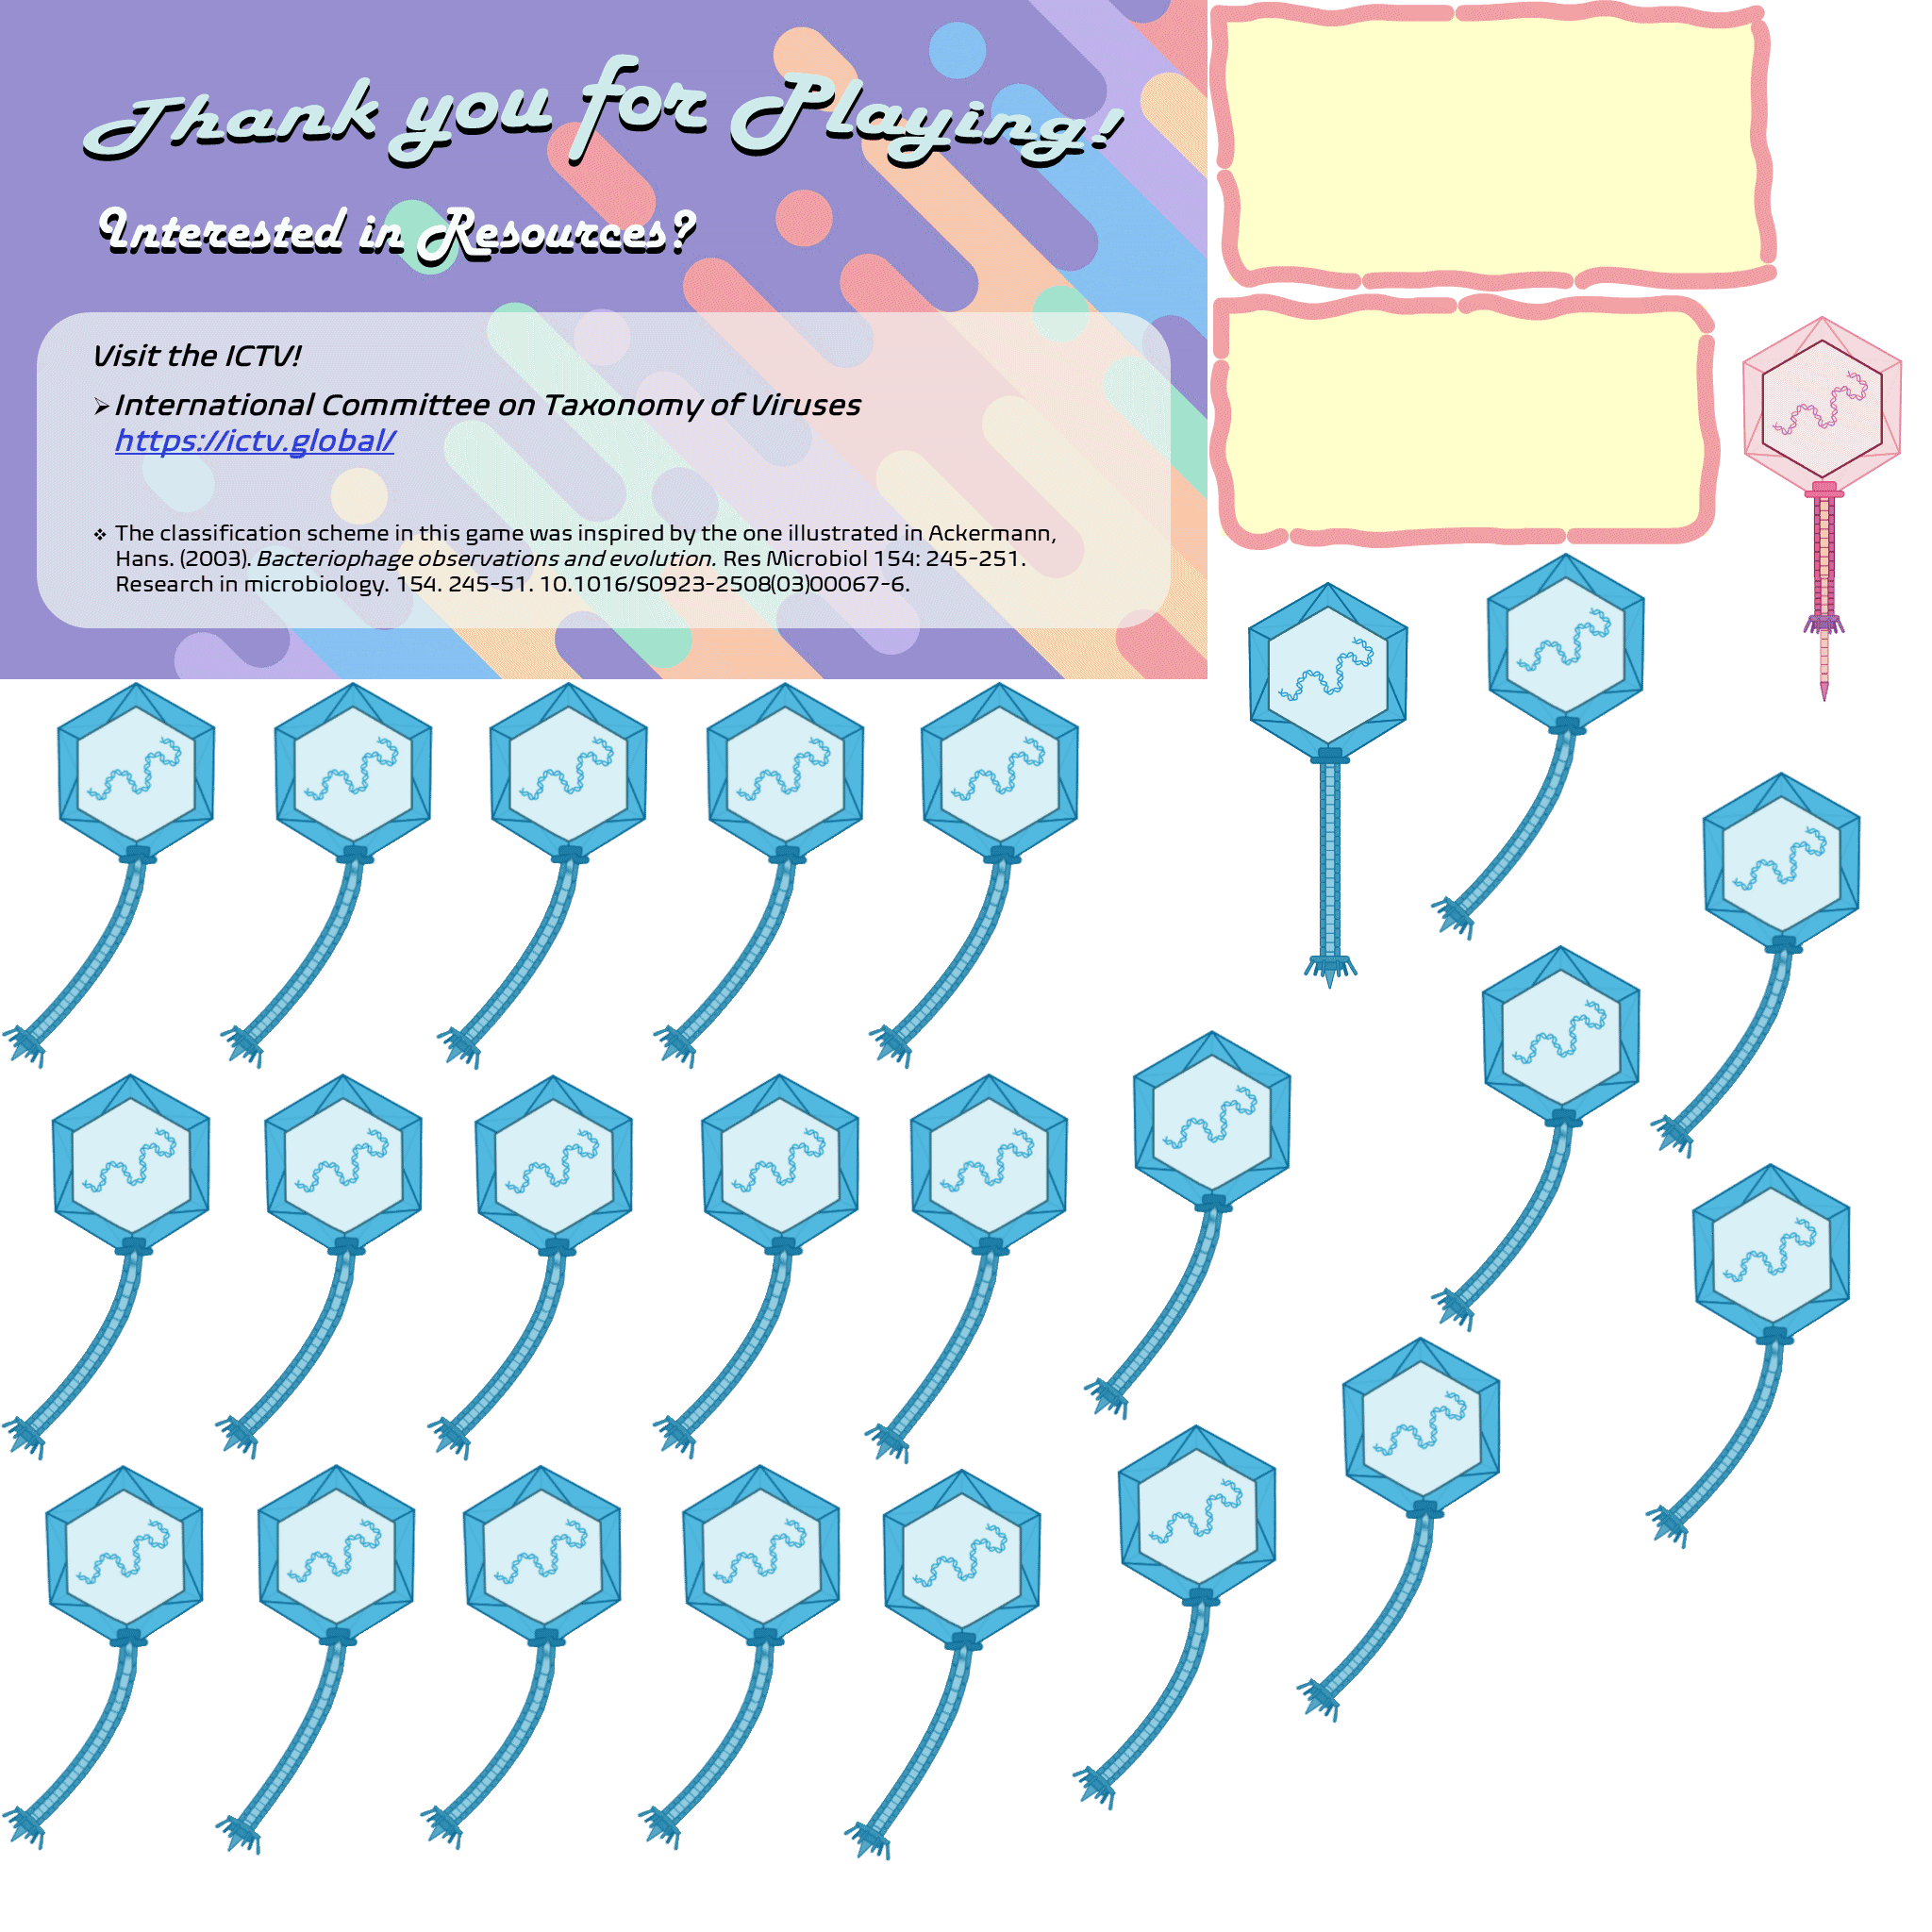 Thank you for Playing!
Interested in Resources?
Visit the ICTV!
➢ International Committee on Taxonomy of Viruses
https://ictv.global/
❖ The classification scheme in this game was inspired by the one illustrated in Ackermann,
Hans. (2003). Bacteriophage observations and evolution. Res Microbiol 154: 245-251.
Research in microbiology. 154. 245-51. 10.1016/S0923-2508(03)00067-6.